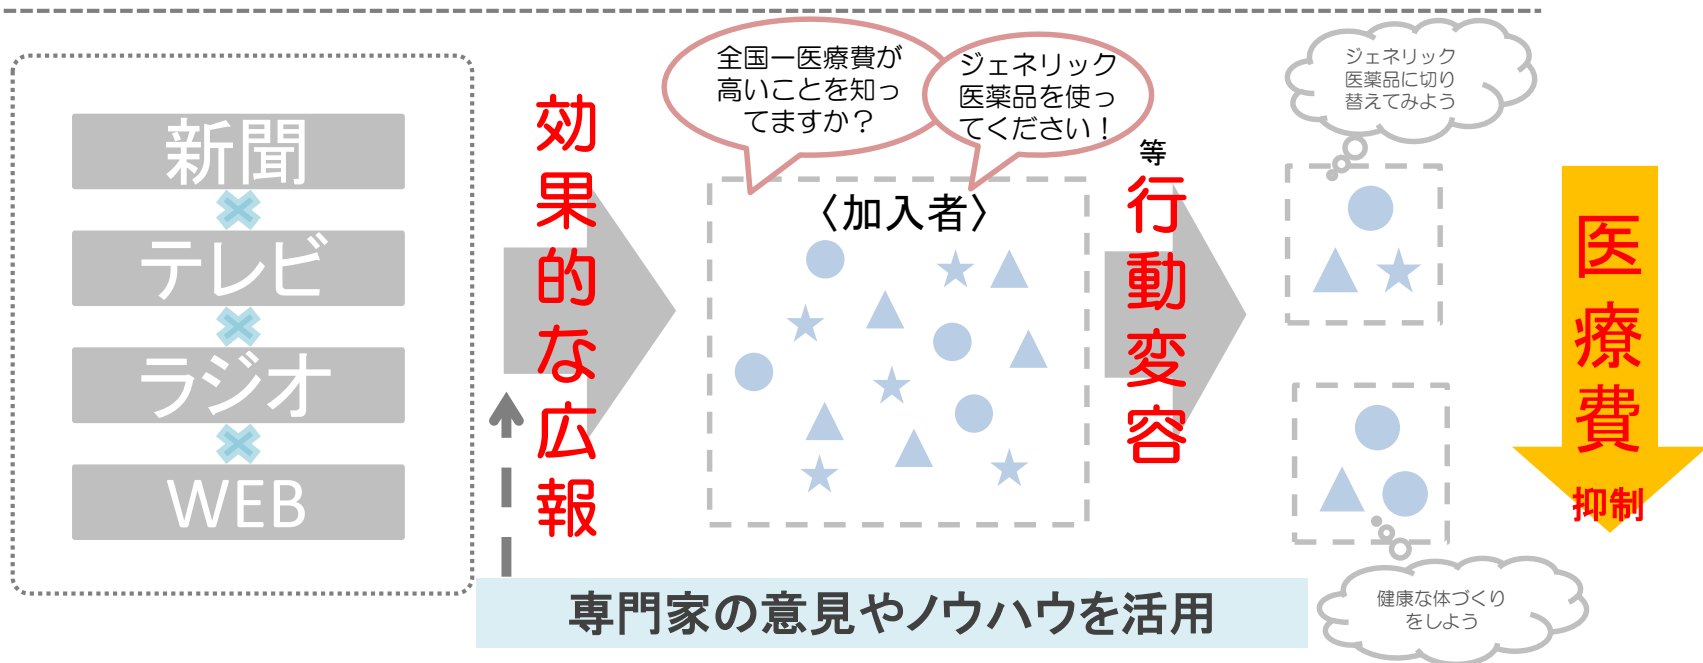 新聞
テレビ
ラジオ
WEB
効果的な広報
全国一医療費が
高いことを知っ
てますか？
ジェネリック
医薬品を使っ
てください！
等
〈加入者〉
行動変容
ジェネリック
医薬品に切り
替えてみよう
健康な体づくり
をしよう
医療費
抑制
専門家の意見やノウハウを活用